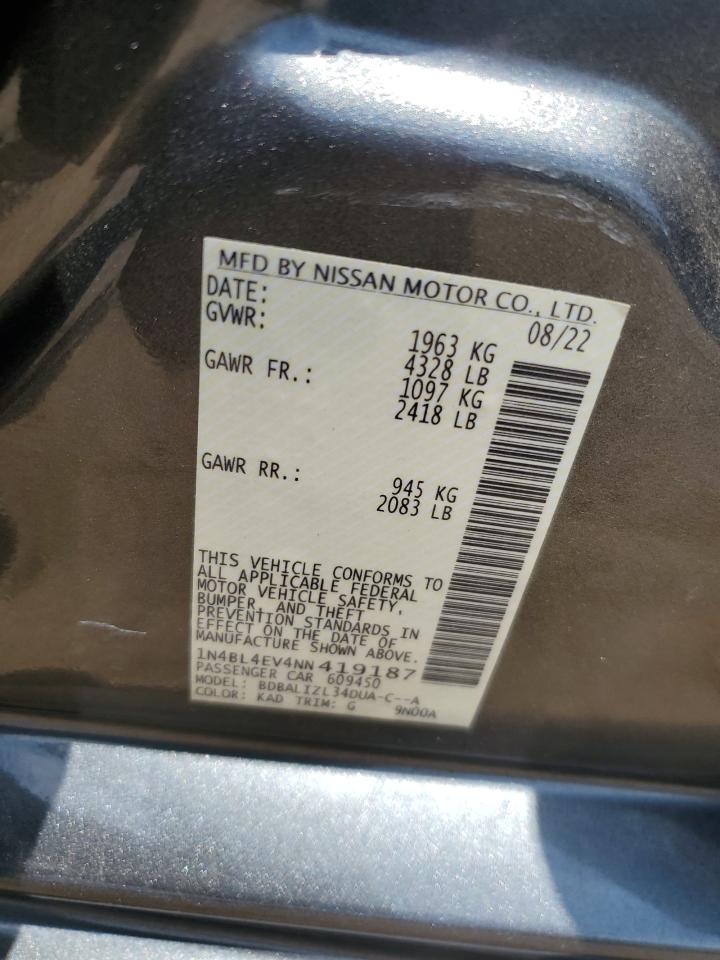 MFD BY NISSAN MOTOR CO., LTD.
DATE: 08/22
GVWR: 1963 KG
4328 LB
GAWR FR.: 1097 KG
2418 LB
GAWR RR.: 945 KG
2083 LB
THIS VEHICLE CONFORMS TO
ALL APPLICABLE FEDERAL
MOTOR VEHICLE SAFETY,
BUMPER, AND THEFT
PREVENTION STANDARDS IN
EFFECT ON THE DATE OF
MANUFACTURE SHOWN ABOVE.
1N4BL4EV4NN419187
PASSENGER CAR 609450
MODEL: BDBALIZL34DUA-C--A
COLOR: KAD TRIM: G 9N00A